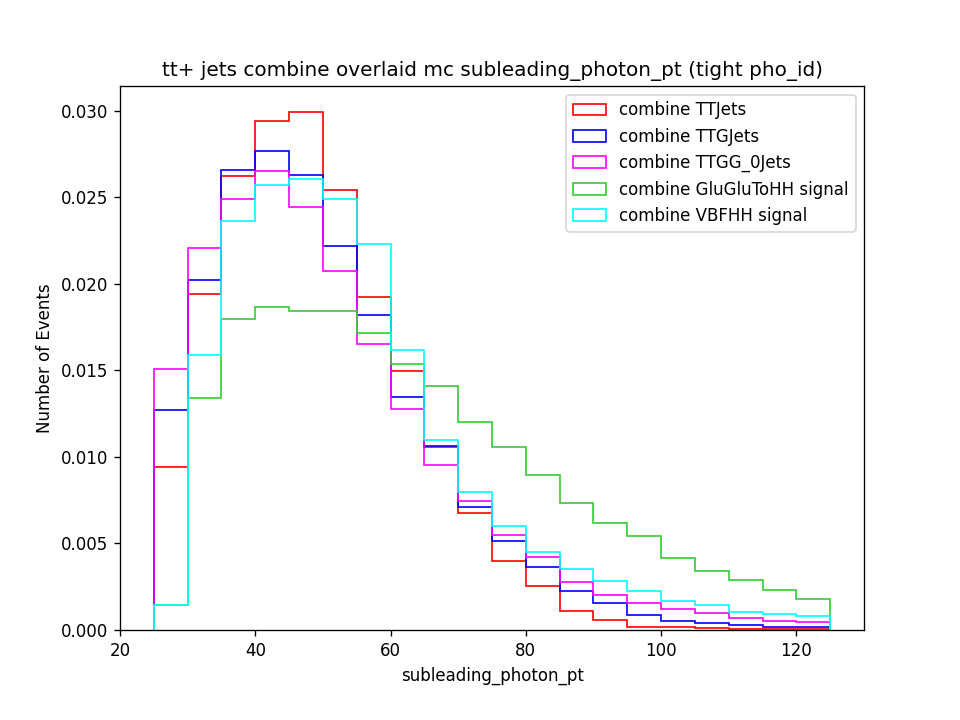 tt+ jets combine overlaid mc subleading_photon_pt (tight pho_id)
combine TTJets
combine TTGJets
combine TTGG_0Jets
combine GluGluToHH signal
combine VBFHH signal
0.030
0.025
0.020
0.015
0.010
0.005
0.000
Number of Events
20 40 60 80 100 120
subleading_photon_pt